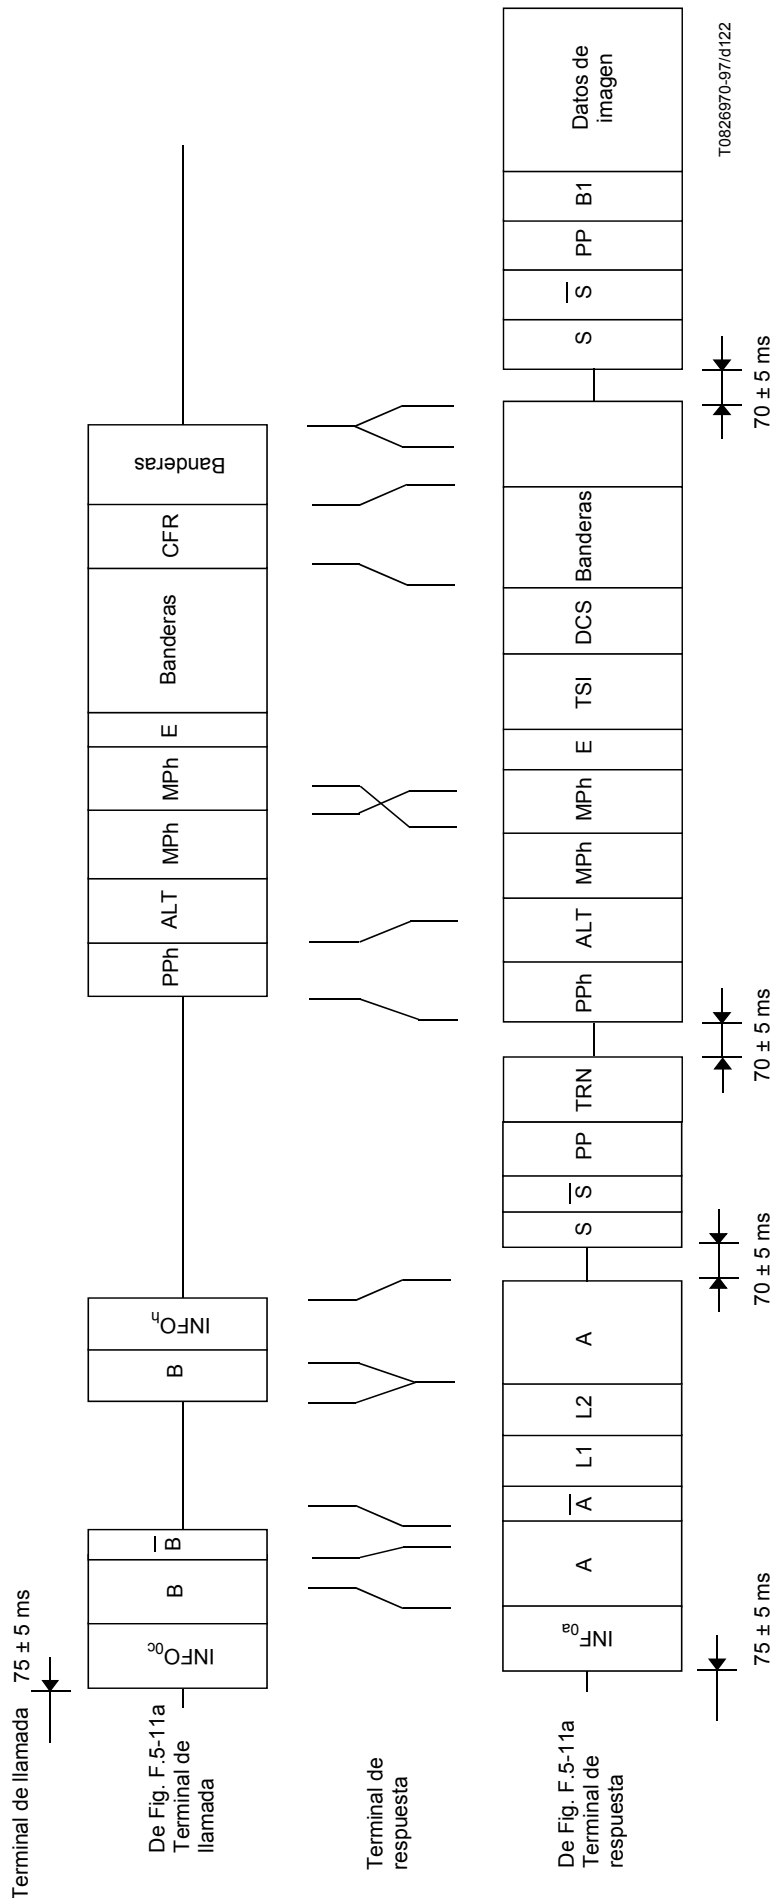 Terminal de llamada
75 ± 5 ms
De Fig. F.5-11a
Terminal de
llamada
INFO0c
B
B
B
INFOh
PPh
ALT
MPh
MPh
E
Banderas
CFR
Banderas
Terminal de
respuesta
De Fig. F.5-11a
Terminal de
respuesta
INF0a
A
A
L1
L2
A
S
S
PP
TRN
PPh
ALT
MPh
MPh
E
TSI
DCS
Banderas
S
S
PP
B1
Datos de
imagen
75 ± 5 ms
70 ± 5 ms
70 ± 5 ms
70 ± 5 ms
T0826970-97/d122